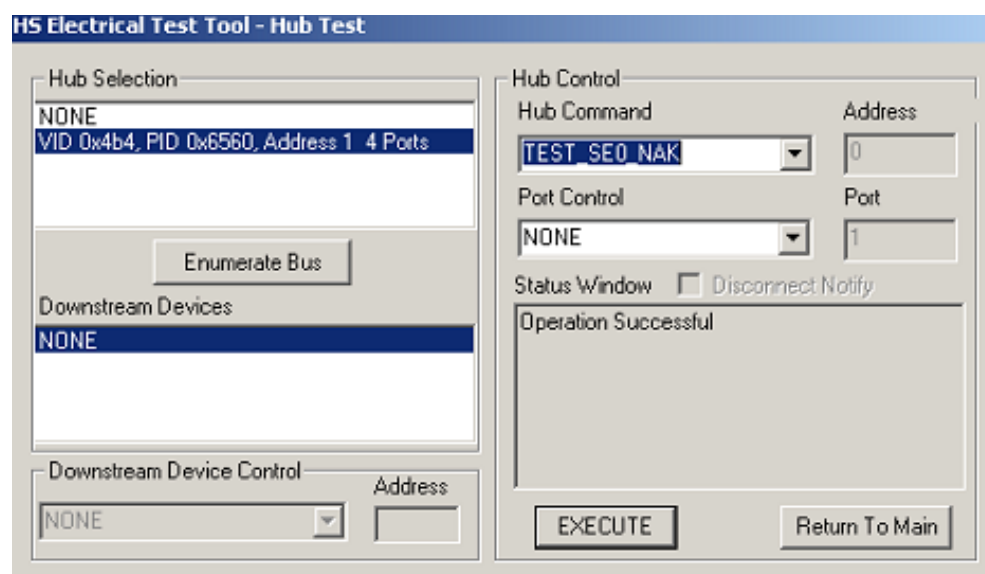 HS Electrical Test Tool - Hub Test
Hub Selection
NONE
VID 0x4b4, PID 0x6560, Address 1 4 Ports
Enumerate Bus
Downstream Devices
NONE
Downstream Device Control
Address
NONE
Hub Control
Hub Command Address
TEST_SE0_NAK 0
Port Control Port
NONE 1
Status Window Disconnect Notify
Operation Successful
EXECUTE Return To Main